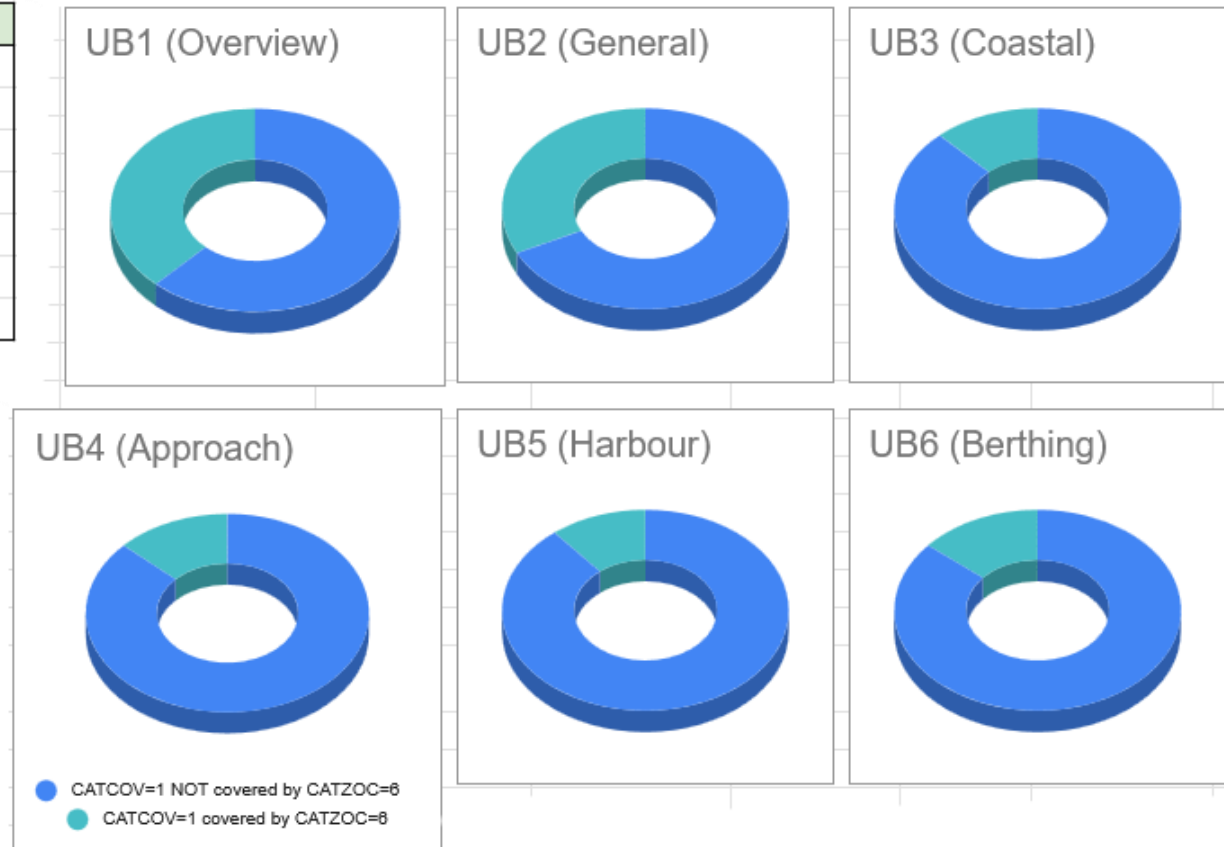 UB1 (Overview)
UB2 (General)
UB3 (Coastal)
UB4 (Approach)
UB5 (Harbour)
UB6 (Berthing)
CATCOV=1 NOT covered by CATZOC=6
CATCOV=1 covered by CATZOC=6